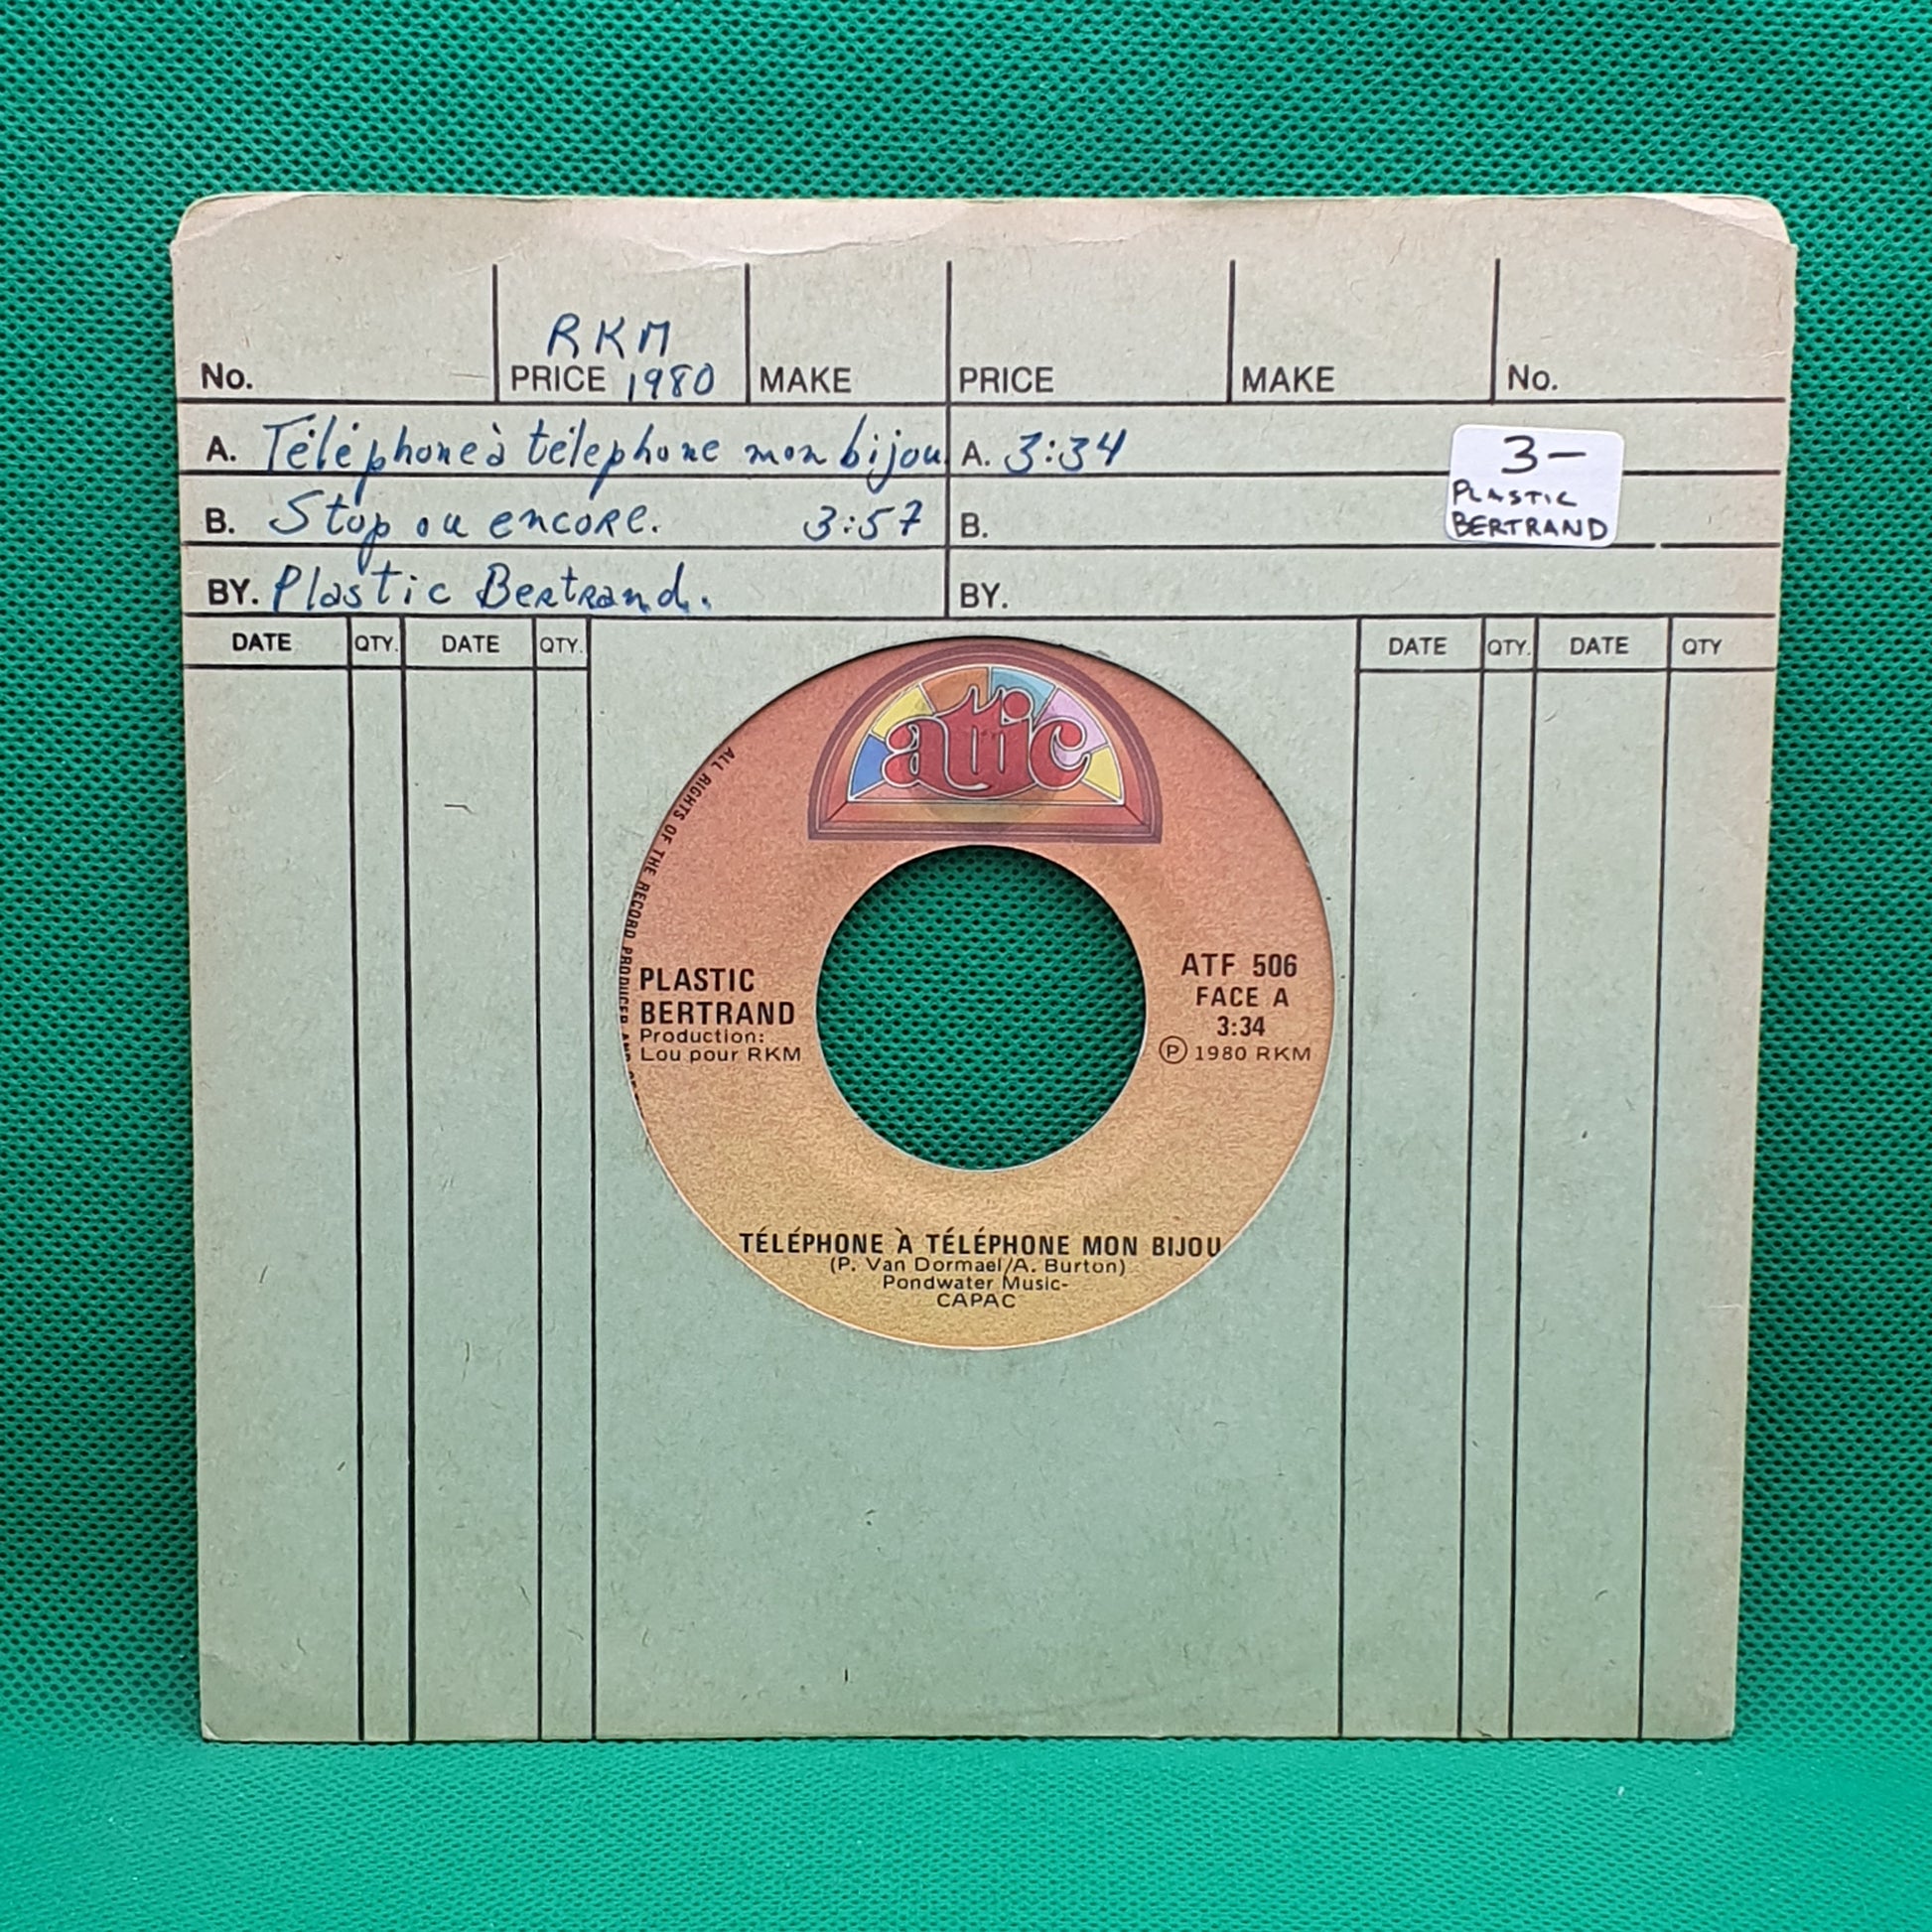 RKM
No. PRICE 1980 MAKE PRICE MAKE No.
A. Téléphone à télephone mon bijou A. 3:34
B. Stop ou encore. 3:57 B.
BY. Plastic Bertrand. BY.
3-
PLASTIC
BERTRAND
DATE QTY. DATE QTY. DATE QTY. DATE QTY
attic
ALL RIGHTS OF THE RECORD PRODUCER AND
PLASTIC
BERTRAND
Production:
Lou pour RKM
ATF 506
FACE A
3:34
Ⓟ 1980 RKM
TÉLÉPHONE À TÉLÉPHONE MON BIJOU
(P. Van Dormael/A. Burton)
Pondwater Music-
CAPAC